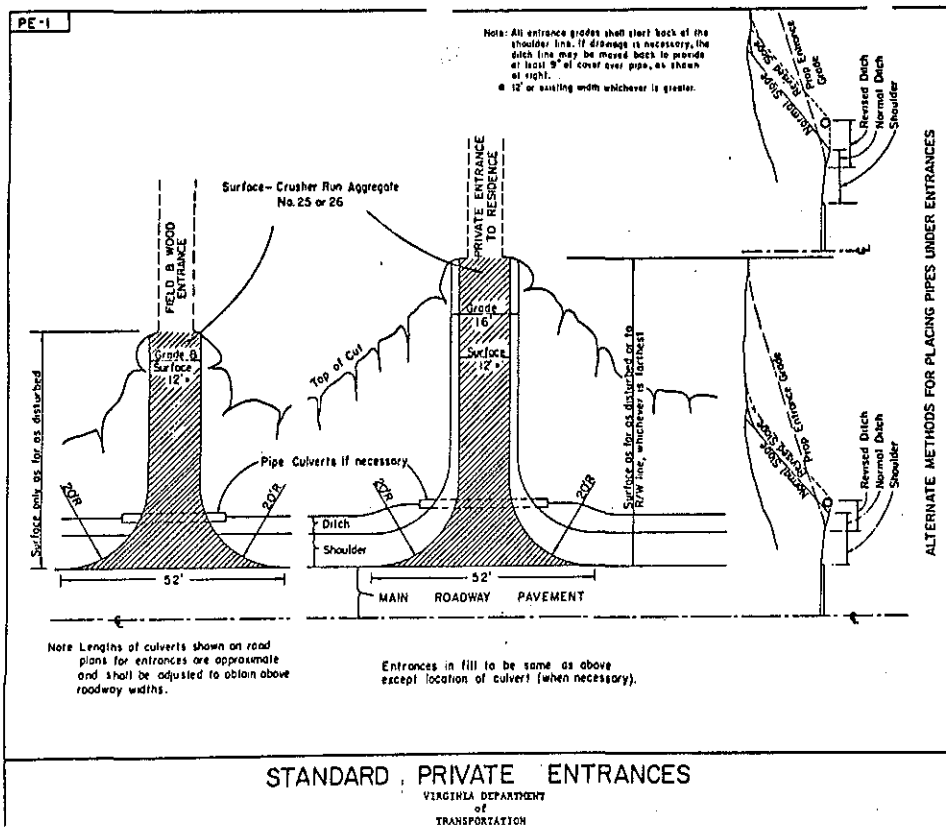 PE-1
Note: All entrance grades shall start back of the
shoulder line. If drainage is necessary, the
ditch line may be moved back to provide
at least 9" of cover over pipe, as shown
at right.
12' or existing width whichever is greater.
Surface- Crusher Run Aggregate
No. 25 or 26
FIELD & WOOD
ENTRANCE
PRIVATE ENTRANCE
TO RESIDENCE
Grade &
Surface
12'
Grade
16'
Surface
12'
Top of Cut
Pipe Culverts if necessary
20'R
20'R
20'R
20'R
Ditch
Shoulder
52'
52'
MAIN ROADWAY PAVEMENT
Surface only as far as disturbed
Surface as far as disturbed or to
R/W line, whichever is farthest
Normal Slope
Revised Slope
Prop Entrance
Grade
Revised Ditch
Normal Ditch
Shoulder
Normal Slope
Revised Slope
Prop Entrance Grade
Revised Ditch
Normal Ditch
Shoulder
ALTERNATE METHODS FOR PLACING PIPES UNDER ENTRANCES
Note Lengths of culverts shown on road
plans for entrances are approximate
and shall be adjusted to obtain above
roadway widths.
Entrances in fill to be same as above
except location of culvert (when necessary).
STANDARD PRIVATE ENTRANCES
VIRGINIA DEPARTMENT
of
TRANSPORTATION